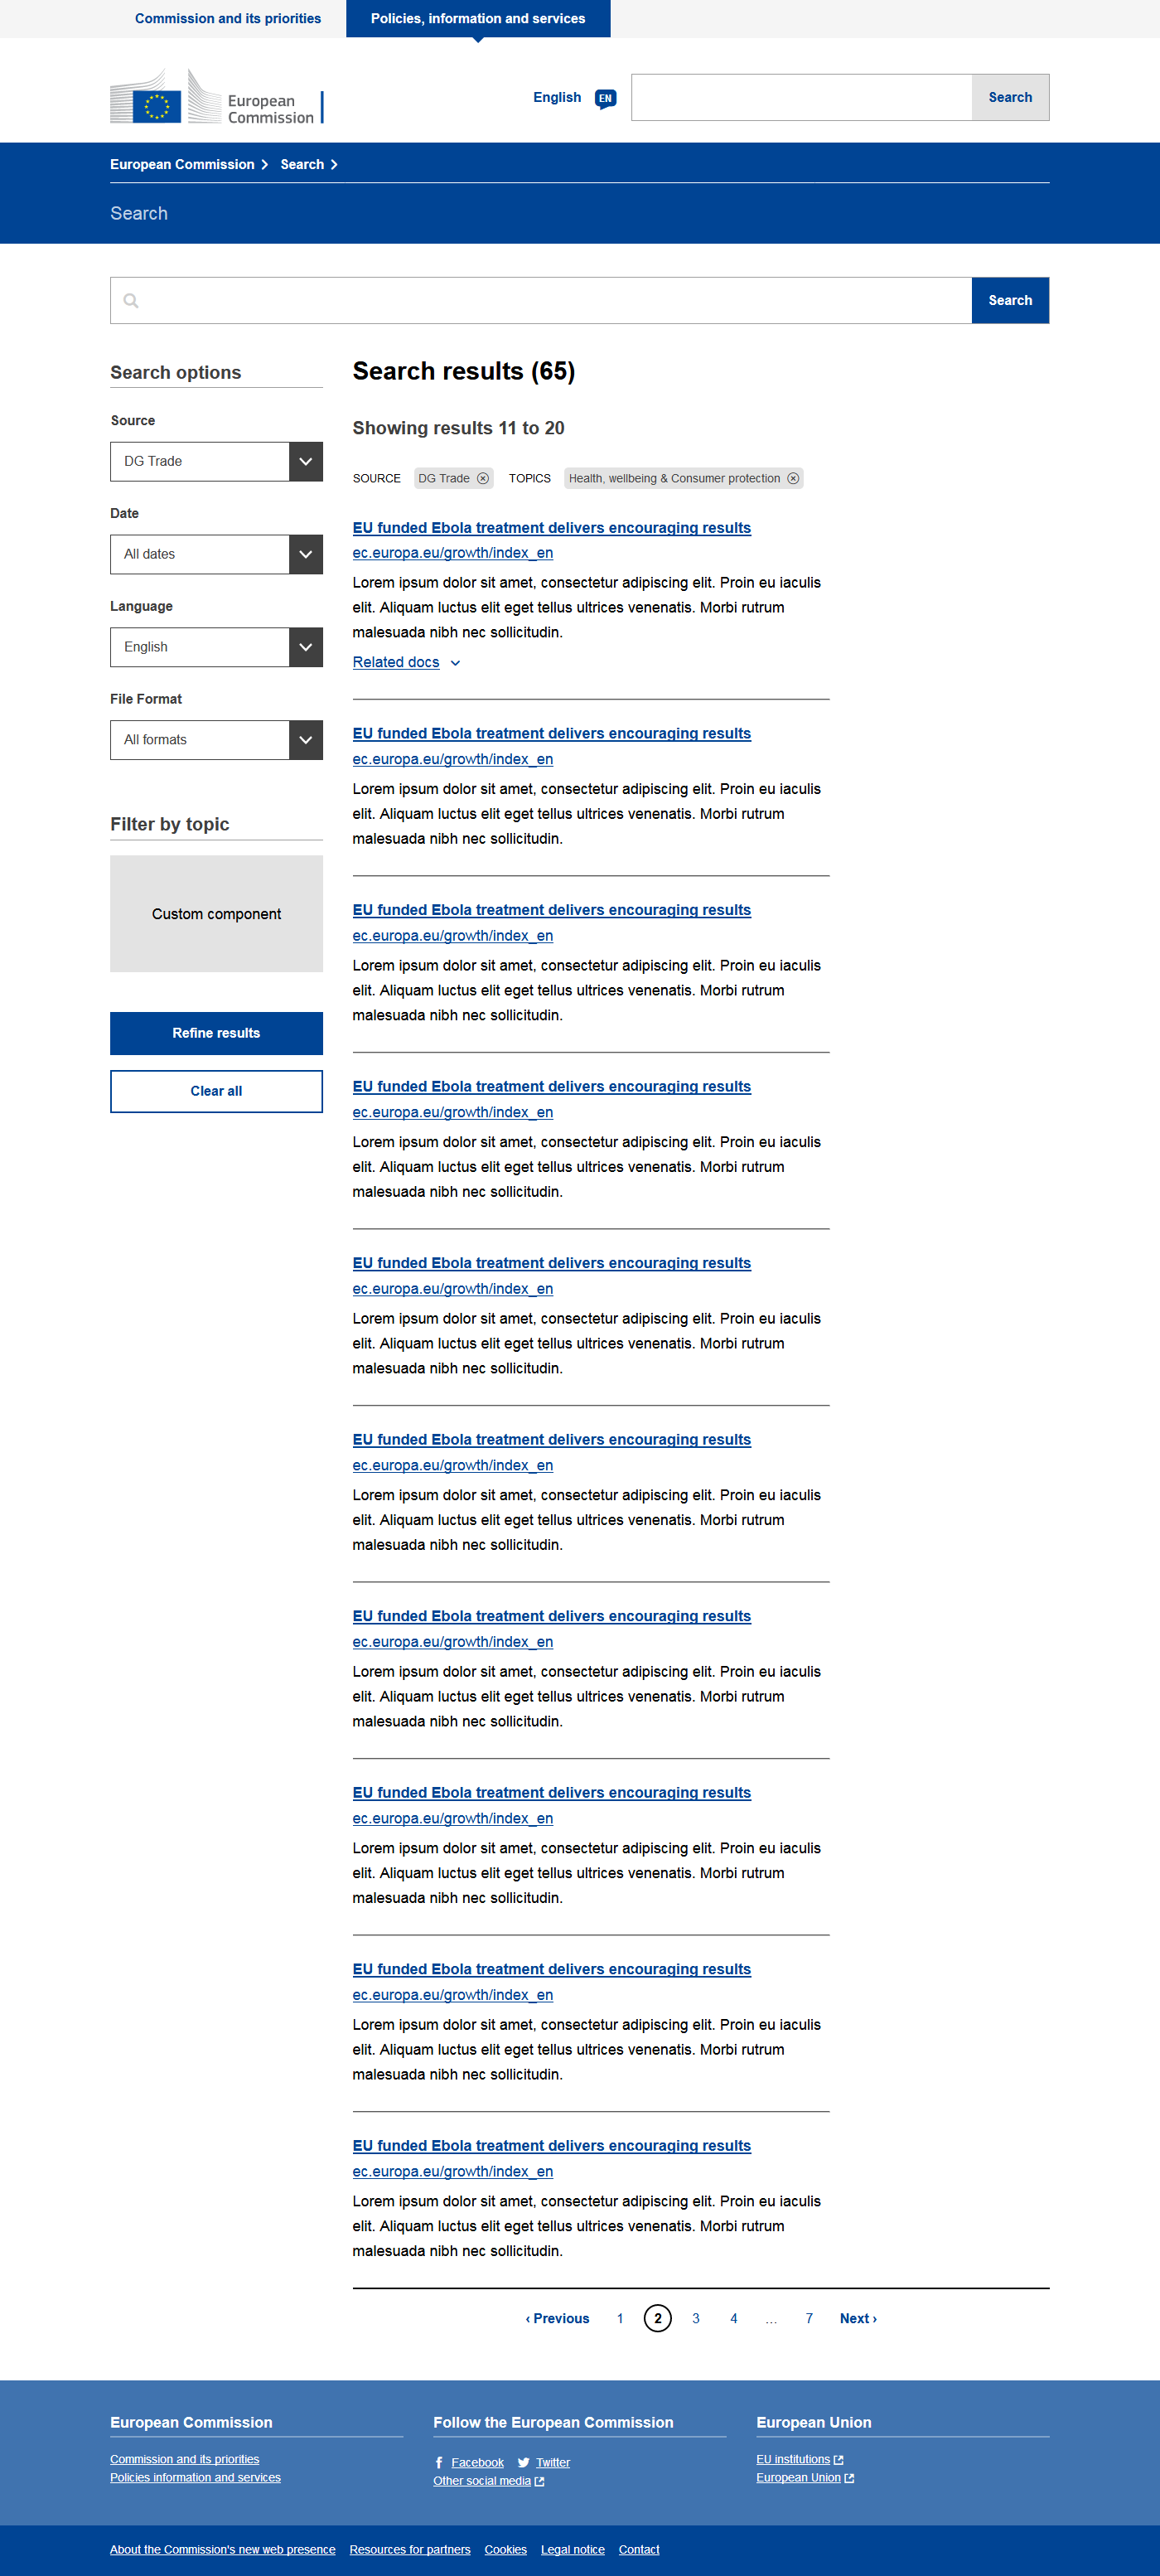 Commission and its priorities
Policies, information and services
European
Commission
English EN
Search
European Commission Search
Search
Search
Search options
Source
DG Trade
Date
All dates
Language
English
File Format
All formats
Filter by topic
Custom component
Refine results
Clear all
Search results (65)
Showing results 11 to 20
SOURCE DG Trade TOPICS Health, wellbeing & Consumer protection
EU funded Ebola treatment delivers encouraging results
ec.europa.eu/growth/index_en
Lorem ipsum dolor sit amet, consectetur adipiscing elit. Proin eu iaculis
elit. Aliquam luctus elit eget tellus ultrices venenatis. Morbi rutrum
malesuada nibh nec sollicitudin.
Related docs
EU funded Ebola treatment delivers encouraging results
ec.europa.eu/growth/index_en
Lorem ipsum dolor sit amet, consectetur adipiscing elit. Proin eu iaculis
elit. Aliquam luctus elit eget tellus ultrices venenatis. Morbi rutrum
malesuada nibh nec sollicitudin.
EU funded Ebola treatment delivers encouraging results
ec.europa.eu/growth/index_en
Lorem ipsum dolor sit amet, consectetur adipiscing elit. Proin eu iaculis
elit. Aliquam luctus elit eget tellus ultrices venenatis. Morbi rutrum
malesuada nibh nec sollicitudin.
EU funded Ebola treatment delivers encouraging results
ec.europa.eu/growth/index_en
Lorem ipsum dolor sit amet, consectetur adipiscing elit. Proin eu iaculis
elit. Aliquam luctus elit eget tellus ultrices venenatis. Morbi rutrum
malesuada nibh nec sollicitudin.
EU funded Ebola treatment delivers encouraging results
ec.europa.eu/growth/index_en
Lorem ipsum dolor sit amet, consectetur adipiscing elit. Proin eu iaculis
elit. Aliquam luctus elit eget tellus ultrices venenatis. Morbi rutrum
malesuada nibh nec sollicitudin.
EU funded Ebola treatment delivers encouraging results
ec.europa.eu/growth/index_en
Lorem ipsum dolor sit amet, consectetur adipiscing elit. Proin eu iaculis
elit. Aliquam luctus elit eget tellus ultrices venenatis. Morbi rutrum
malesuada nibh nec sollicitudin.
EU funded Ebola treatment delivers encouraging results
ec.europa.eu/growth/index_en
Lorem ipsum dolor sit amet, consectetur adipiscing elit. Proin eu iaculis
elit. Aliquam luctus elit eget tellus ultrices venenatis. Morbi rutrum
malesuada nibh nec sollicitudin.
EU funded Ebola treatment delivers encouraging results
ec.europa.eu/growth/index_en
Lorem ipsum dolor sit amet, consectetur adipiscing elit. Proin eu iaculis
elit. Aliquam luctus elit eget tellus ultrices venenatis. Morbi rutrum
malesuada nibh nec sollicitudin.
EU funded Ebola treatment delivers encouraging results
ec.europa.eu/growth/index_en
Lorem ipsum dolor sit amet, consectetur adipiscing elit. Proin eu iaculis
elit. Aliquam luctus elit eget tellus ultrices venenatis. Morbi rutrum
malesuada nibh nec sollicitudin.
EU funded Ebola treatment delivers encouraging results
ec.europa.eu/growth/index_en
Lorem ipsum dolor sit amet, consectetur adipiscing elit. Proin eu iaculis
elit. Aliquam luctus elit eget tellus ultrices venenatis. Morbi rutrum
malesuada nibh nec sollicitudin.
‹ Previous 1 2 3 4 … 7 Next ›
European Commission
Commission and its priorities
Policies information and services
Follow the European Commission
Facebook Twitter
Other social media
European Union
EU institutions
European Union
About the Commission's new web presence Resources for partners Cookies Legal notice Contact